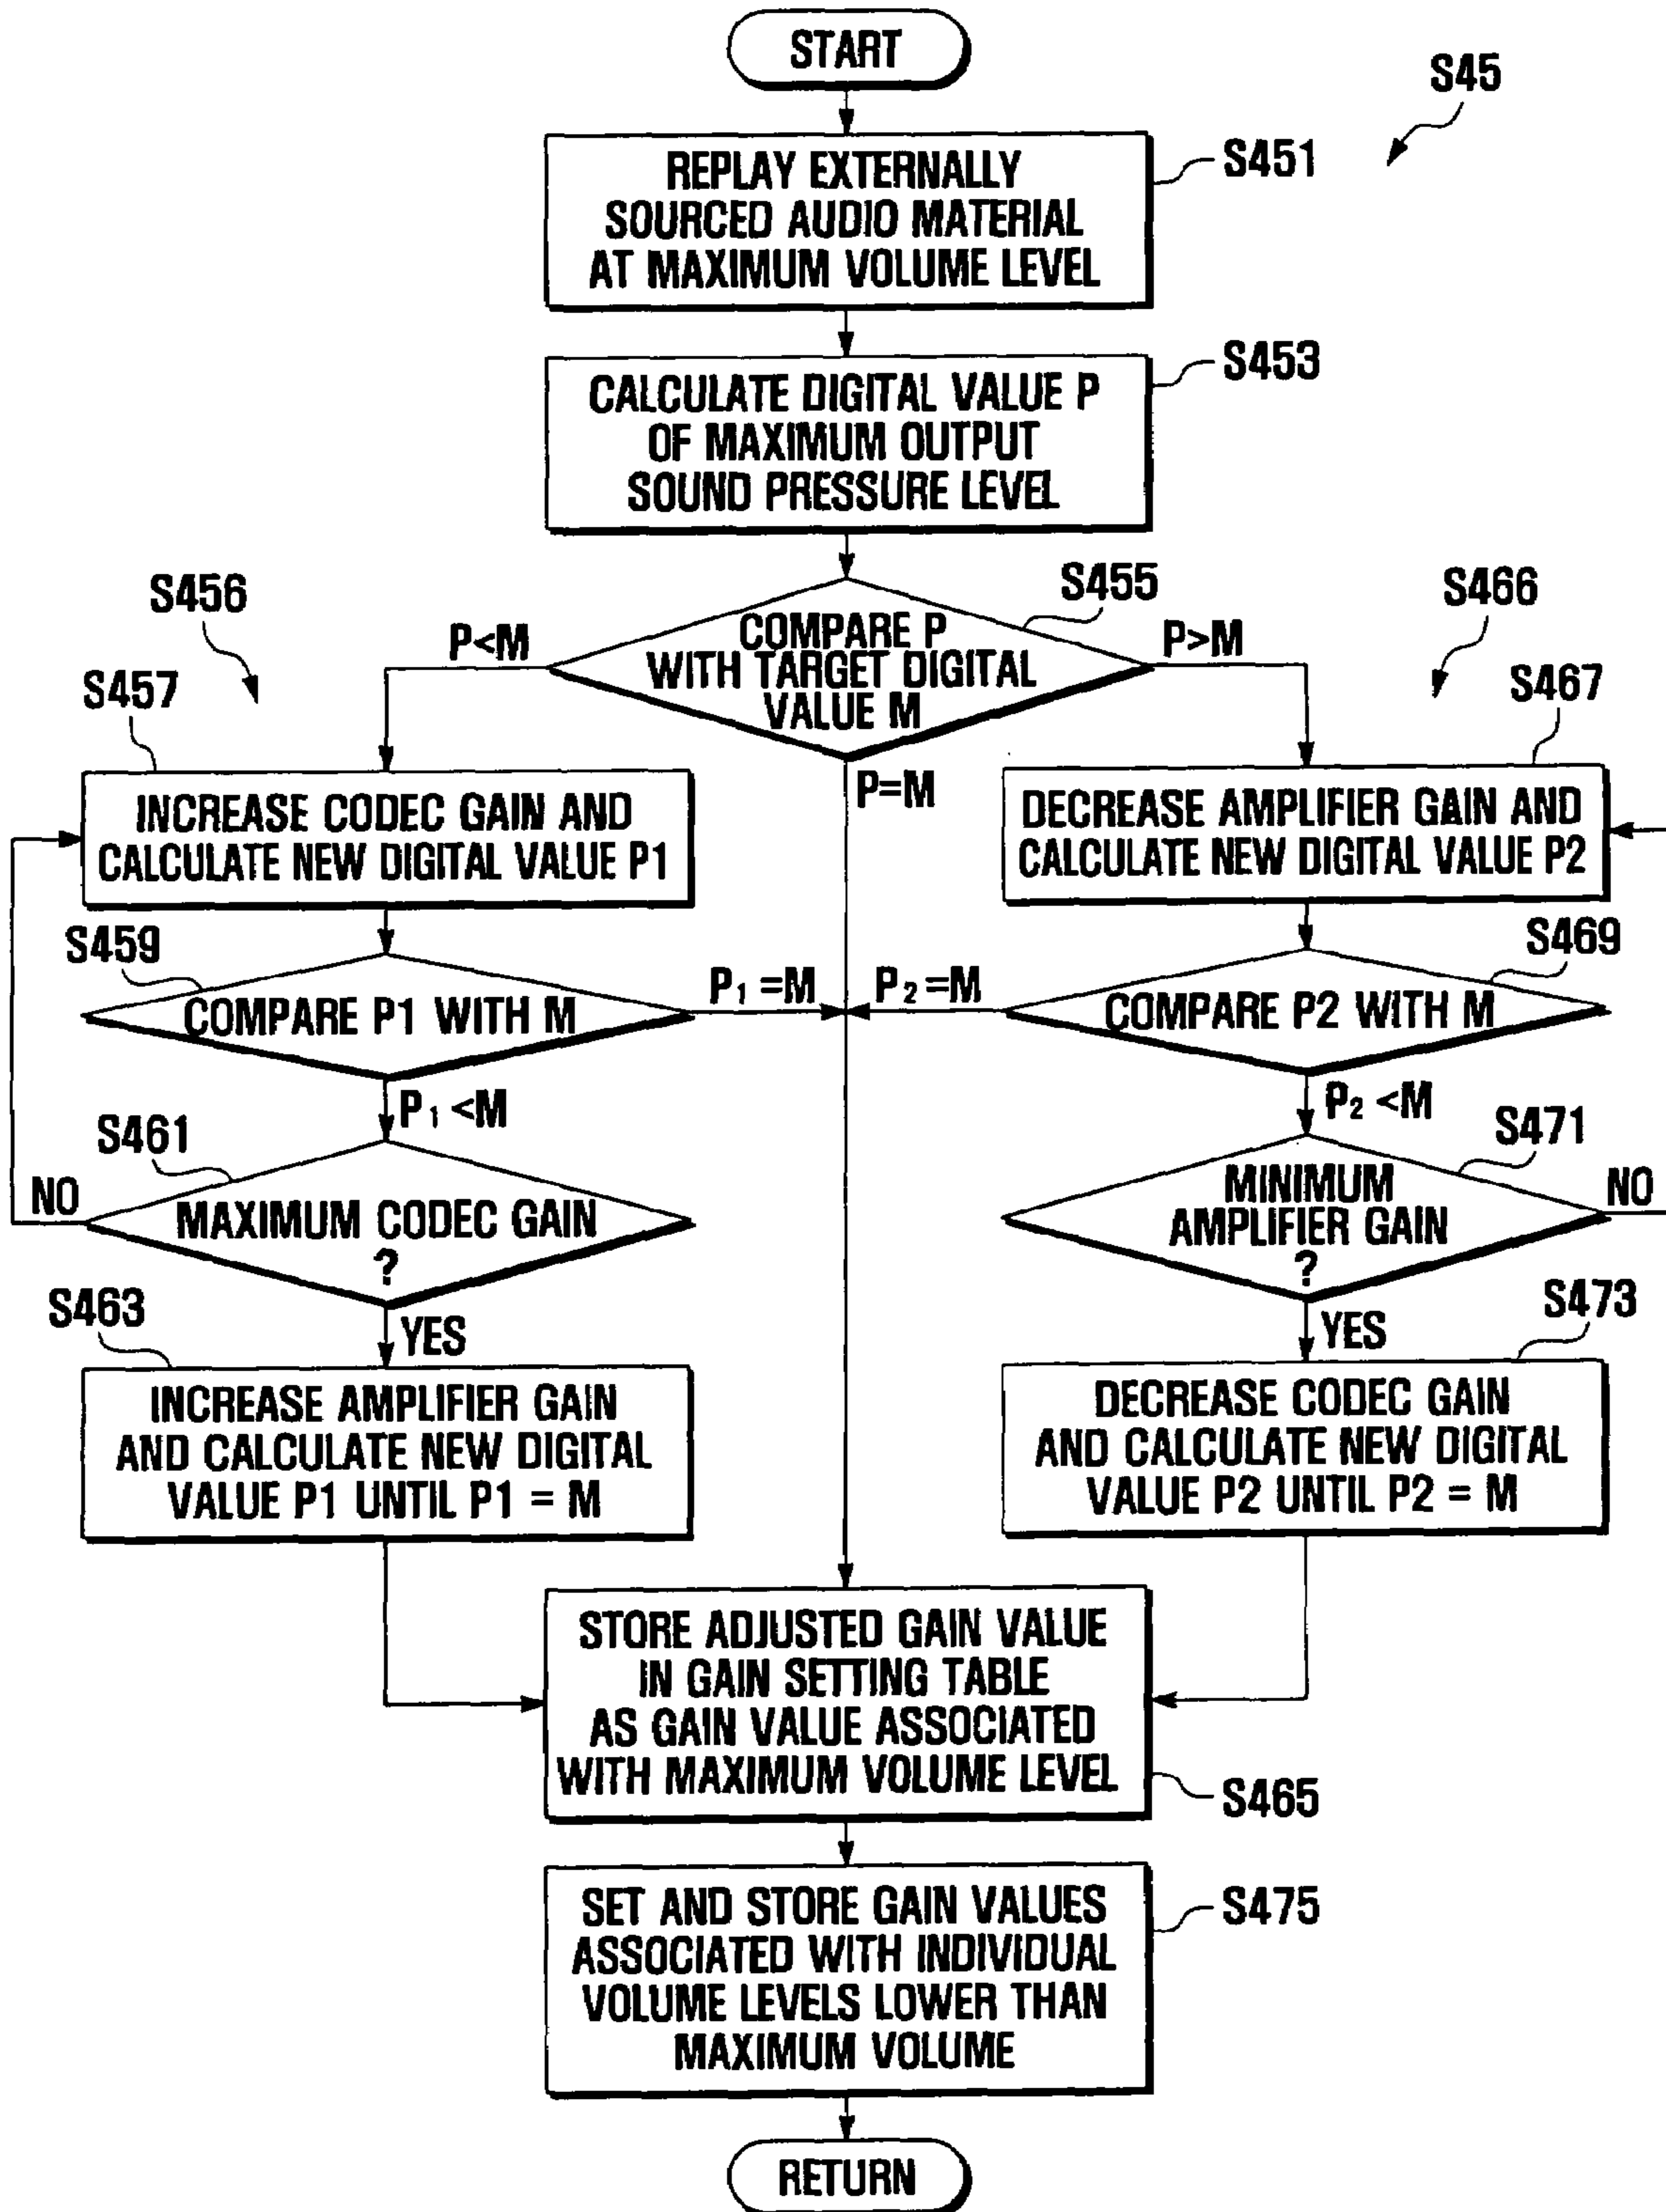 START
S45
REPLAY EXTERNALLY
SOURCED AUDIO MATERIAL
AT MAXIMUM VOLUME LEVEL
S451
CALCULATE DIGITAL VALUE P
OF MAXIMUM OUTPUT
SOUND PRESSURE LEVEL
S453
S456
S455
S466
COMPARE P
WITH TARGET DIGITAL
VALUE M
P<M
P>M
P=M
S457
INCREASE CODEC GAIN AND
CALCULATE NEW DIGITAL VALUE P1
S467
DECREASE AMPLIFIER GAIN AND
CALCULATE NEW DIGITAL VALUE P2
S459
COMPARE P1 WITH M
P₁ =M
P₂ =M
S469
COMPARE P2 WITH M
P₁ <M
P₂ <M
S461
MAXIMUM CODEC GAIN
?
NO
YES
S471
MINIMUM
AMPLIFIER GAIN
?
NO
YES
S463
INCREASE AMPLIFIER GAIN
AND CALCULATE NEW DIGITAL
VALUE P1 UNTIL P1 = M
S473
DECREASE CODEC GAIN
AND CALCULATE NEW DIGITAL
VALUE P2 UNTIL P2 = M
STORE ADJUSTED GAIN VALUE
IN GAIN SETTING TABLE
AS GAIN VALUE ASSOCIATED
WITH MAXIMUM VOLUME LEVEL
S465
SET AND STORE GAIN VALUES
ASSOCIATED WITH INDIVIDUAL
VOLUME LEVELS LOWER THAN
MAXIMUM VOLUME
S475
RETURN